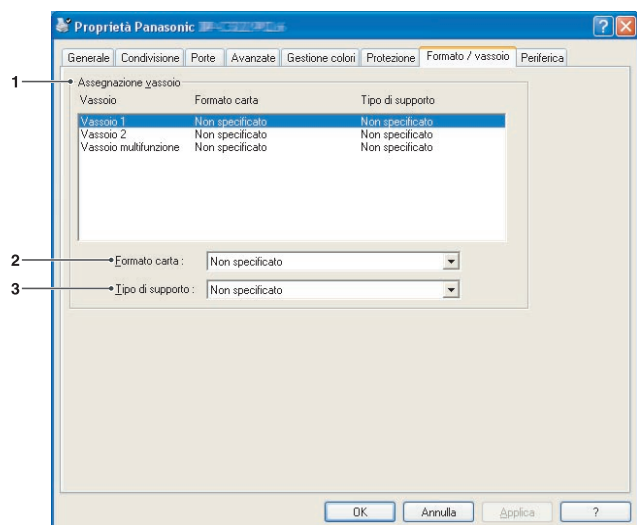 Proprietà Panasonic
Generale Condivisione Porte Avanzate Gestione colori Protezione Formato / vassoio Periferica
1 Assegnazione vassoio
Vassoio Formato carta Tipo di supporto
Vassoio 1 Non specificato Non specificato
Vassoio 2 Non specificato Non specificato
Vassoio multifunzione Non specificato Non specificato
2 Formato carta : Non specificato
3 Tipo di supporto : Non specificato
OK Annulla Applica ?